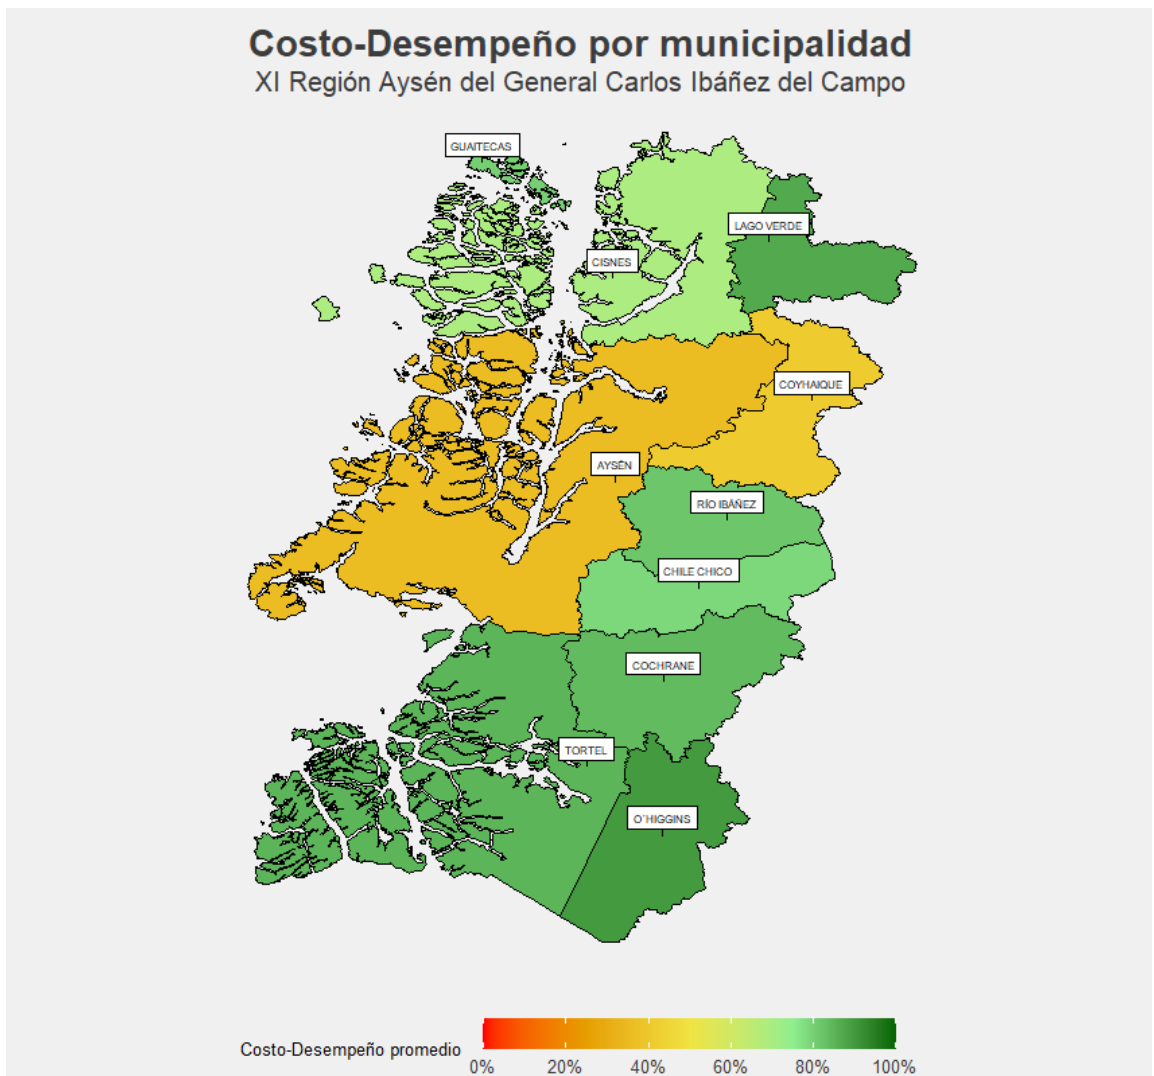 Costo-Desempeño por municipalidad
XI Región Aysén del General Carlos Ibáñez del Campo
GUAITECAS
LAGO VERDE
CISNES
COYHAIQUE
AYSÉN
RÍO IBÁÑEZ
CHILE CHICO
COCHRANE
TORTEL
O´HIGGINS
Costo-Desempeño promedio
0% 20% 40% 60% 80% 100%